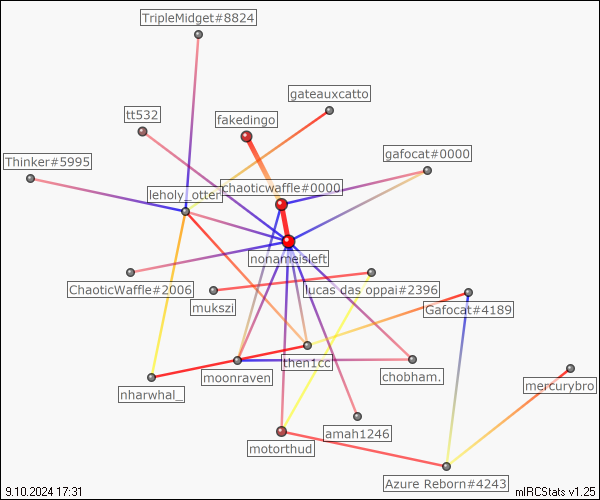 TripleMidget#8824
gateauxcatto
tt532
fakedingo
gafocat#0000
Thinker#5995
leholy_otter
chaoticwaffle#0000
nonameisleft
ChaoticWaffle#2006
lucas das oppai#2396
mukszi
Gafocat#4189
then1cc
moonraven
chobham.
nharwhal_
mercurybro
amah1246
motorthud
Azure Reborn#4243
9.10.2024 17:31
mIRCStats v1.25